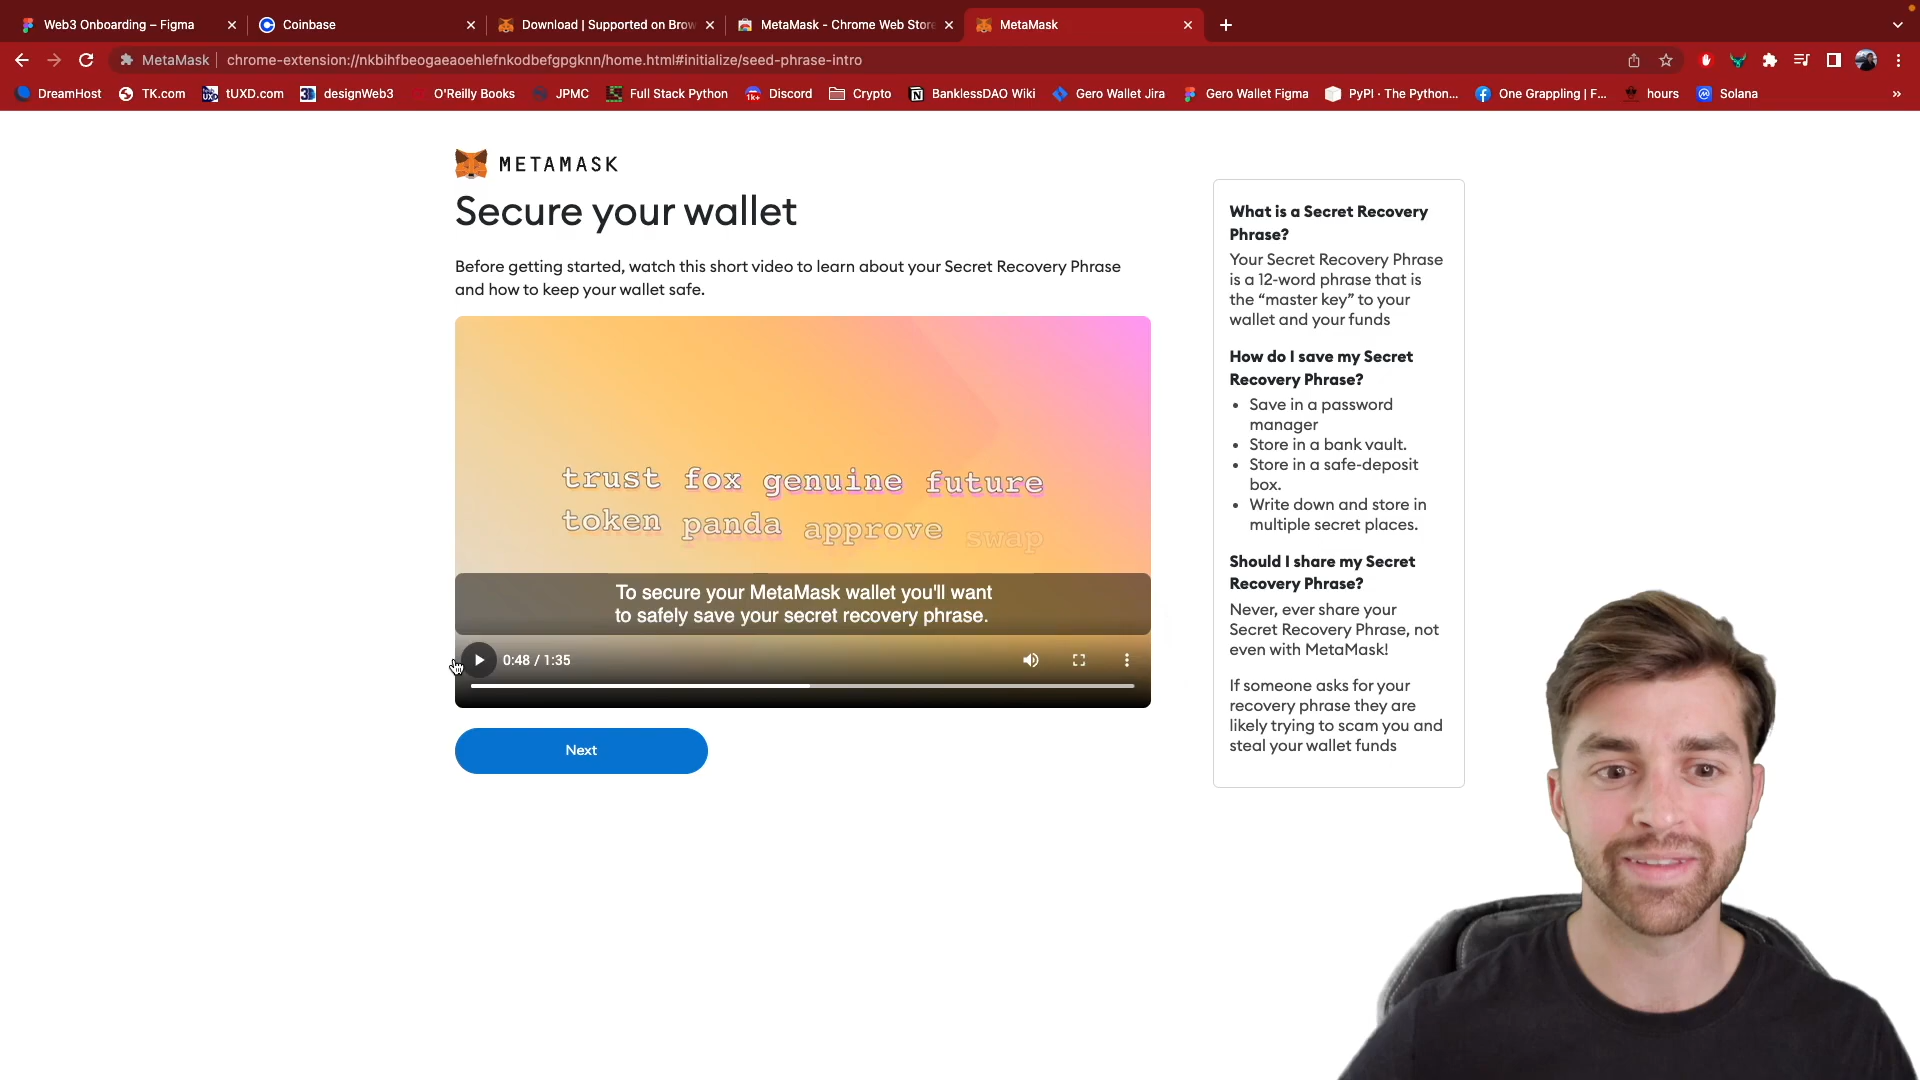 Web3 Onboarding – Figma
Coinbase
Download | Supported on Brow
MetaMask - Chrome Web Store
MetaMask
MetaMask
chrome-extension://nkbihfbeogaeaoehlefnkodbefgpgknn/home.html#initialize/seed-phrase-intro
DreamHost
TK.com
tUXD.com
designWeb3
O'Reilly Books
JPMC
Full Stack Python
Discord
Crypto
BanklessDAO Wiki
Gero Wallet Jira
Gero Wallet Figma
PyPI · The Python...
One Grappling | F...
hours
Solana
METAMASK
Secure your wallet
Before getting started, watch this short video to learn about your Secret Recovery Phrase
and how to keep your wallet safe.
trust fox genuine future
token panda approve swap
To secure your MetaMask wallet you'll want
to safely save your secret recovery phrase.
0:48 / 1:35
Next
What is a Secret Recovery
Phrase?
Your Secret Recovery Phrase
is a 12-word phrase that is
the “master key” to your
wallet and your funds
How do I save my Secret
Recovery Phrase?
• Save in a password
manager
• Store in a bank vault.
• Store in a safe-deposit
box.
• Write down and store in
multiple secret places.
Should I share my Secret
Recovery Phrase?
Never, ever share your
Secret Recovery Phrase, not
even with MetaMask!
If someone asks for your
recovery phrase they are
likely trying to scam you and
steal your wallet funds